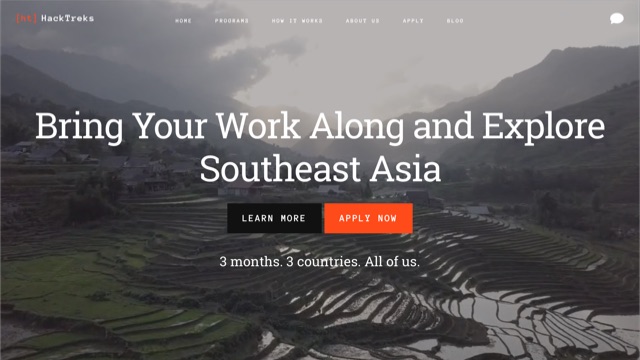 [ht] HackTreks
HOME PROGRAMS HOW IT WORKS ABOUT US APPLY BLOG
Bring Your Work Along and Explore
Southeast Asia
LEARN MORE APPLY NOW
3 months. 3 countries. All of us.